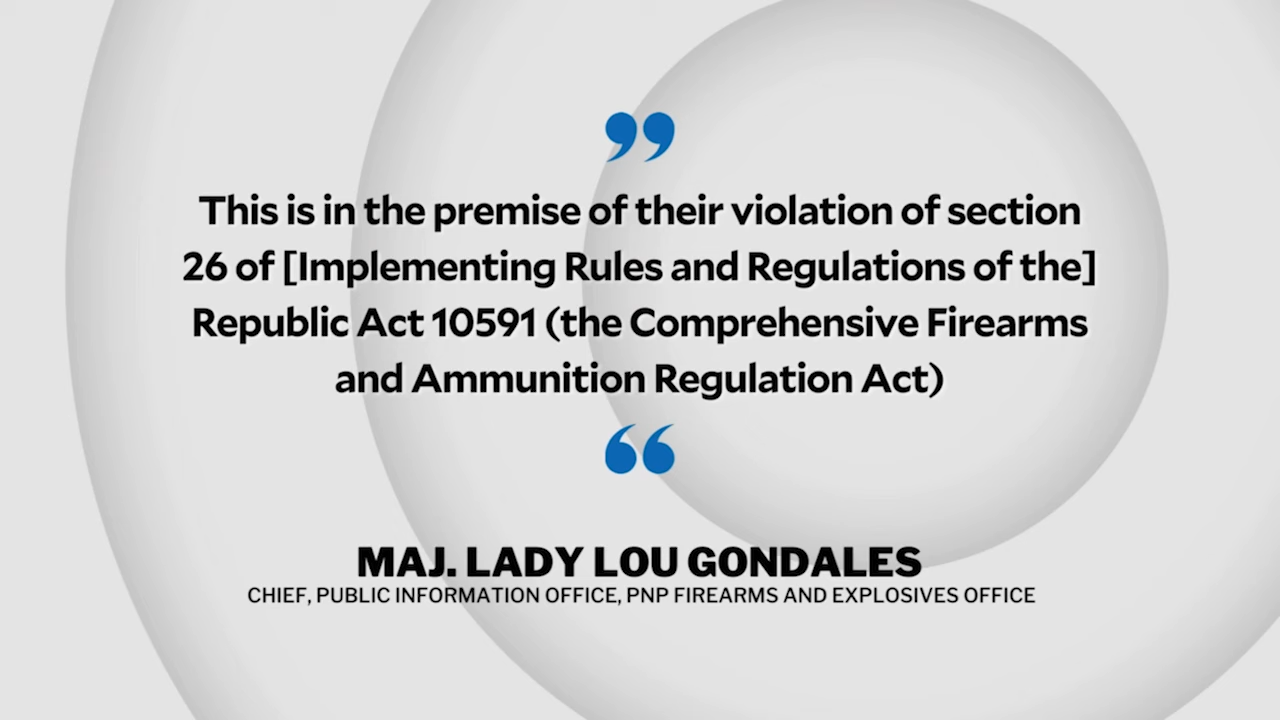 ”
This is in the premise of their violation of section
26 of [Implementing Rules and Regulations of the]
Republic Act 10591 (the Comprehensive Firearms
and Ammunition Regulation Act)
“
MAJ. LADY LOU GONDALES
CHIEF, PUBLIC INFORMATION OFFICE, PNP FIREARMS AND EXPLOSIVES OFFICE